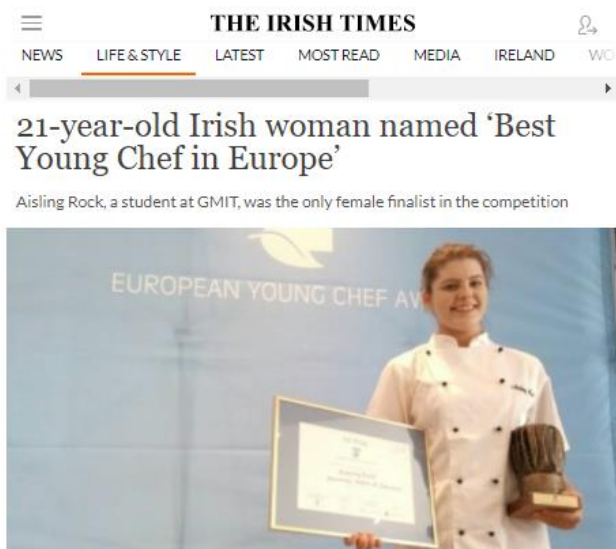 THE IRISH TIMES
NEWS LIFE & STYLE LATEST MOST READ MEDIA IRELAND WO
21-year-old Irish woman named ‘Best
Young Chef in Europe’
Aisling Rock, a student at GMIT, was the only female finalist in the competition
EUROPEAN YOUNG CHEF AW